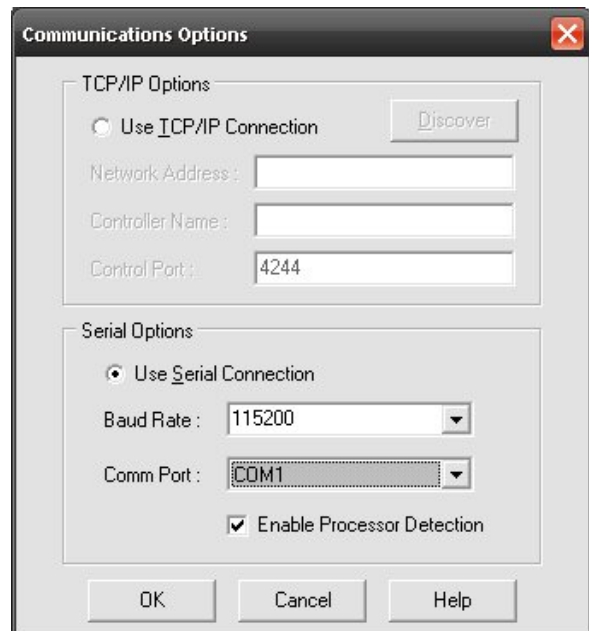 Communications Options
TCP/IP Options
Use TCP/IP Connection
Discover
Network Address :
Controller Name :
Control Port : 4244
Serial Options
Use Serial Connection
Baud Rate : 115200
Comm Port : COM1
Enable Processor Detection
OK Cancel Help